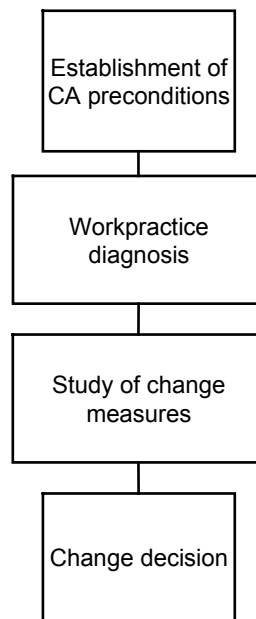 Establishment of
CA preconditions
Workpractice
diagnosis
Study of change
measures
Change decision